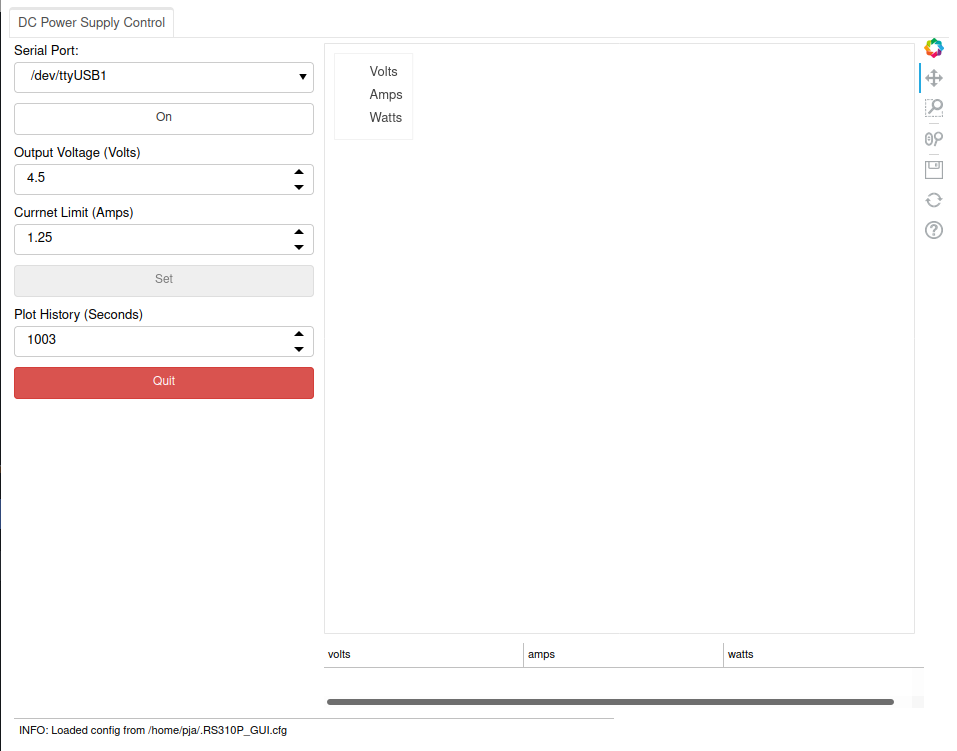 DC Power Supply Control
Serial Port:
/dev/ttyUSB1
On
Output Voltage (Volts)
4.5
Currnet Limit (Amps)
1.25
Set
Plot History (Seconds)
1003
Quit
Volts
Amps
Watts
volts amps watts
INFO: Loaded config from /home/pja/.RS310P_GUI.cfg